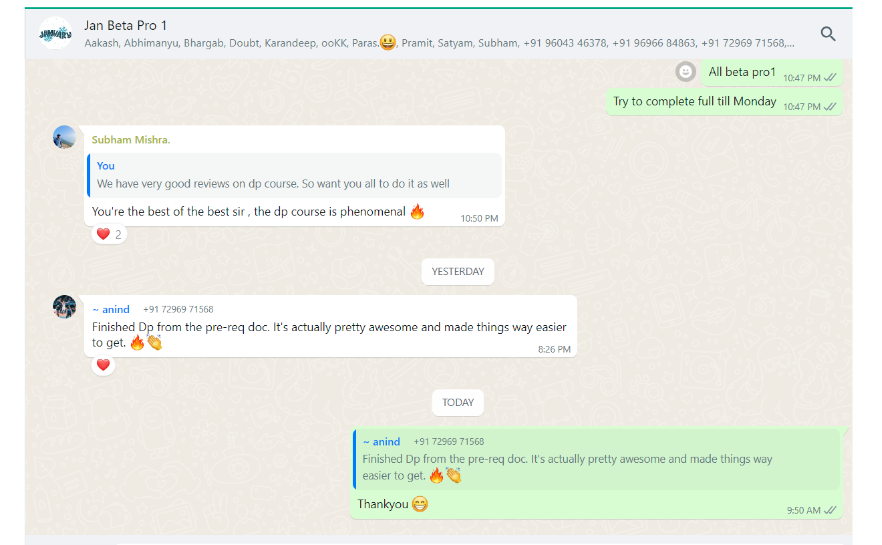 JANUARY
Jan Beta Pro 1
Aakash, Abhimanyu, Bhargab, Doubt, Karandeep, ooKK, Paras.😃, Pramit, Satyam, Subham, +91 96043 46378, +91 96966 84863, +91 72969 71568,...
All beta pro1 10:47 PM
Try to complete full till Monday 10:47 PM
Subham Mishra.
You
We have very good reviews on dp course. So want you all to do it as well
You're the best of the best sir , the dp course is phenomenal 🔥 10:50 PM
❤️ 2
YESTERDAY
~ anind +91 72969 71568
Finished Dp from the pre-req doc. It's actually pretty awesome and made things way easier
to get. 🔥👏 8:26 PM
❤️
TODAY
~ anind +91 72969 71568
Finished Dp from the pre-req doc. It's actually pretty awesome and made things way
easier to get. 🔥👏
Thankyou 😁 9:50 AM